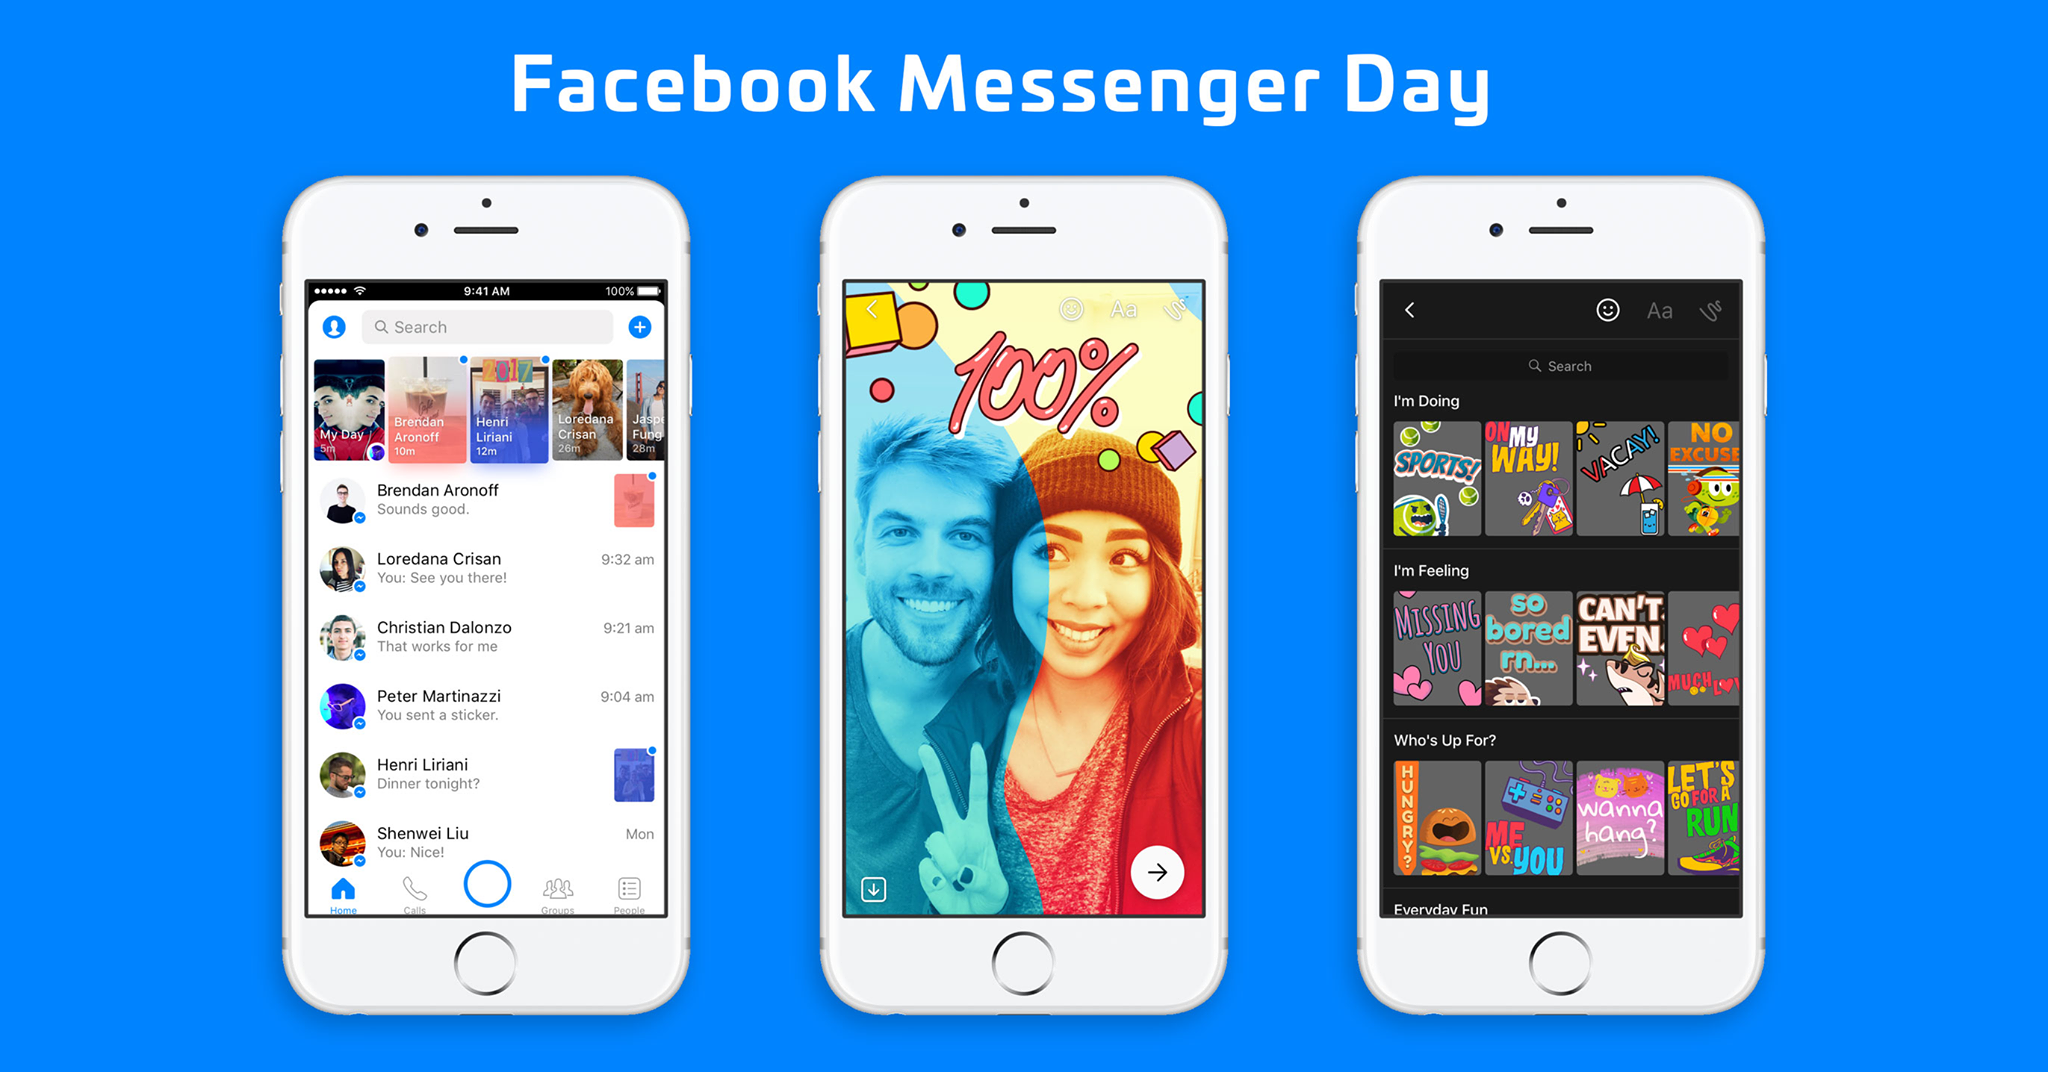 Facebook Messenger Day
9:41 AM
100%
Search
My Day
5m
Brendan
Aronoff
10m
Henri
Liriani
12m
2017
Loredana
Crisan
26m
Jaspe
Fung
28m
Brendan Aronoff
Sounds good.
Loredana Crisan
9:32 am
You: See you there!
Christian Dalonzo
9:21 am
That works for me
Peter Martinazzi
9:04 am
You sent a sticker.
Henri Liriani
Dinner tonight?
Shenwei Liu
Mon
You: Nice!
Home
Calls
Groups
People
Aa
100%
Aa
Search
I'm Doing
SPORTS!
ON
MY
WAY!
VACAY!
NO
EXCUSE
I'm Feeling
MISSING
YOU
so
bored
rn...
CAN'T
EVEN.
MUCH LOV
Who's Up For?
HUNGRY?
ME
VS. YOU
wanna
hang?
LET'S
GO FOR A
RUN
Everyday Fun